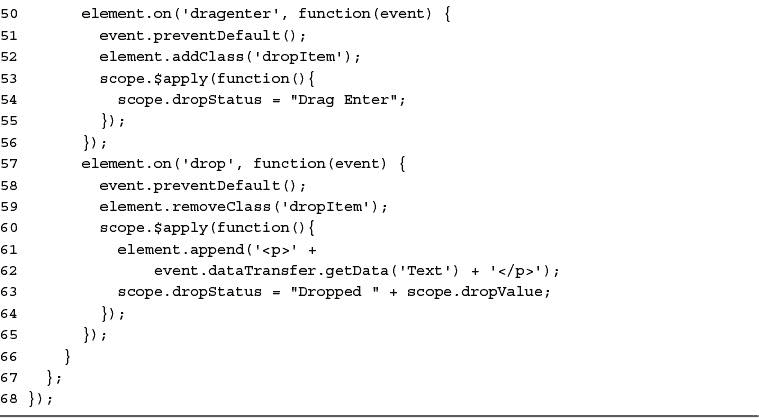 50       element.on('dragenter', function(event) {
51         event.preventDefault();
52         element.addClass('dropItem');
53         scope.$apply(function(){
54           scope.dropStatus = "Drag Enter";
55         });
56       });
57       element.on('drop', function(event) {
58         event.preventDefault();
59         element.removeClass('dropItem');
60         scope.$apply(function(){
61           element.append('<p>' +
62               event.dataTransfer.getData('Text') + '</p>');
63           scope.dropStatus = "Dropped " + scope.dropValue;
64         });
65       });
66     }
67   };
68 });